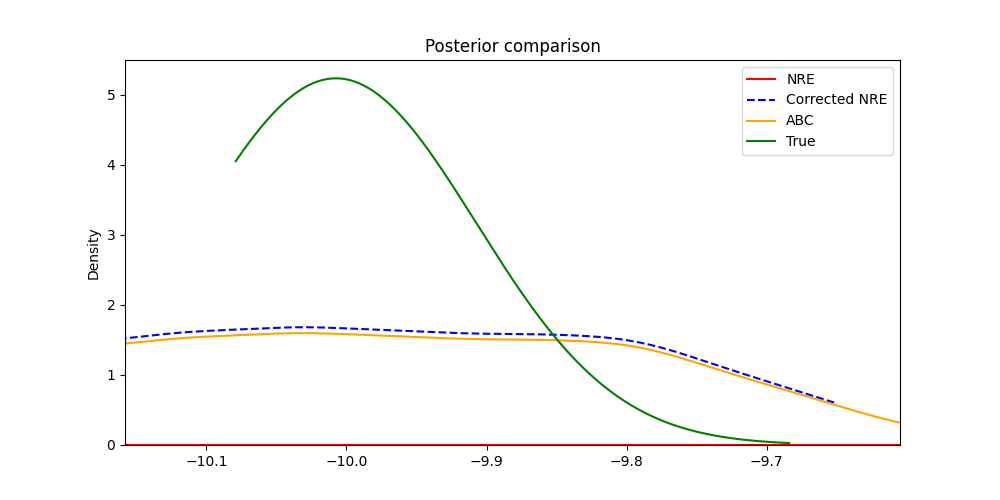 Posterior comparison
NRE
Corrected NRE
ABC
True
Density
5
4
3
2
1
0
−10.1
−10.0
−9.9
−9.8
−9.7